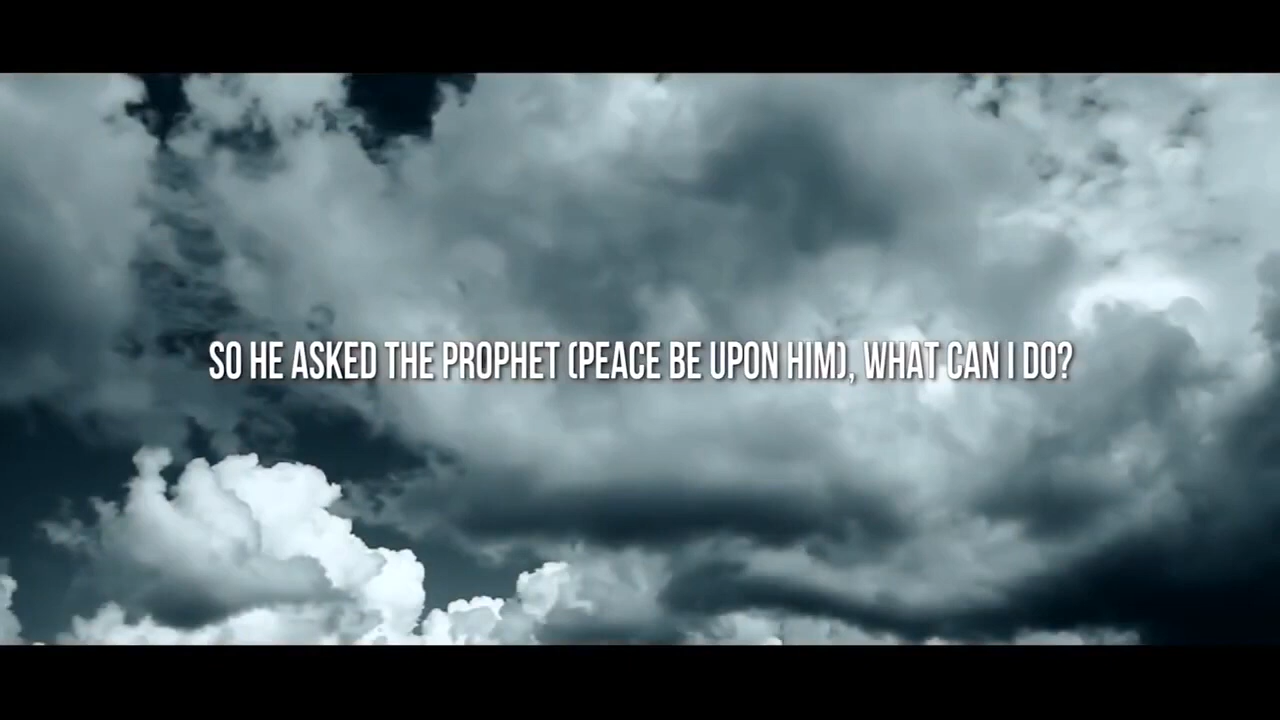 SO HE ASKED THE PROPHET (PEACE BE UPON HIM), WHAT CAN I DO?